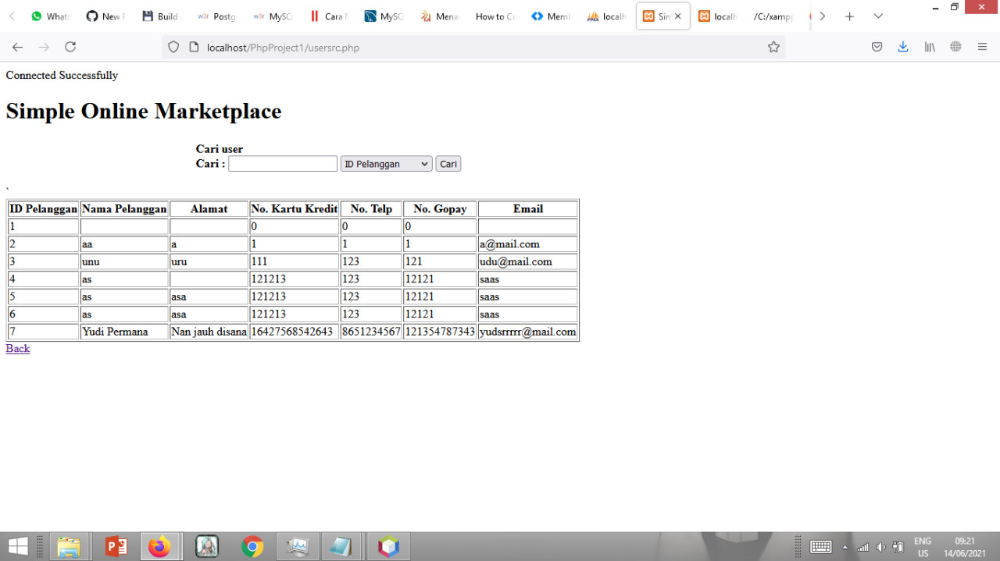 Whats New P Build w3r Postg w3r MySQ Cara M MySQ Mena How to Co Memb PMA localh Sim localh /C:/xamp
localhost/PhpProject1/usersrc.php
Connected Successfully
Simple Online Marketplace
Cari user
Cari : ID Pelanggan Cari
`
ID Pelanggan Nama Pelanggan Alamat No. Kartu Kredit No. Telp No. Gopay Email
1 0 0 0
2 aa a 1 1 1 a@mail.com
3 unu uru 111 123 121 udu@mail.com
4 as 121213 123 12121 saas
5 as asa 121213 123 12121 saas
6 as asa 121213 123 12121 saas
7 Yudi Permana Nan jauh disana 16427568542643 8651234567 121354787343 yudsrrrrr@mail.com
Back
ENG 09:21
US 14/06/2021